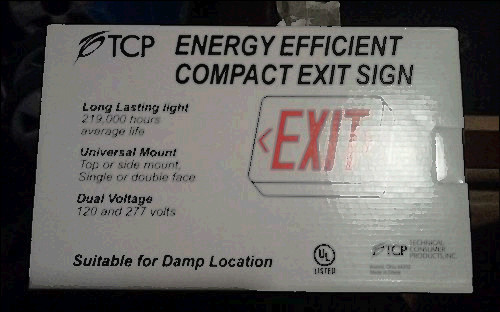 TCP ENERGY EFFICIENT
COMPACT EXIT SIGN
Long Lasting light
219,000 hours
average life
Universal Mount
Top or side mount,
Single or double face
Dual Voltage
120 and 277 volts
EXIT
Suitable for Damp Location
UL
LISTED
TCP TECHNICAL
CONSUMER
PRODUCTS, INC.